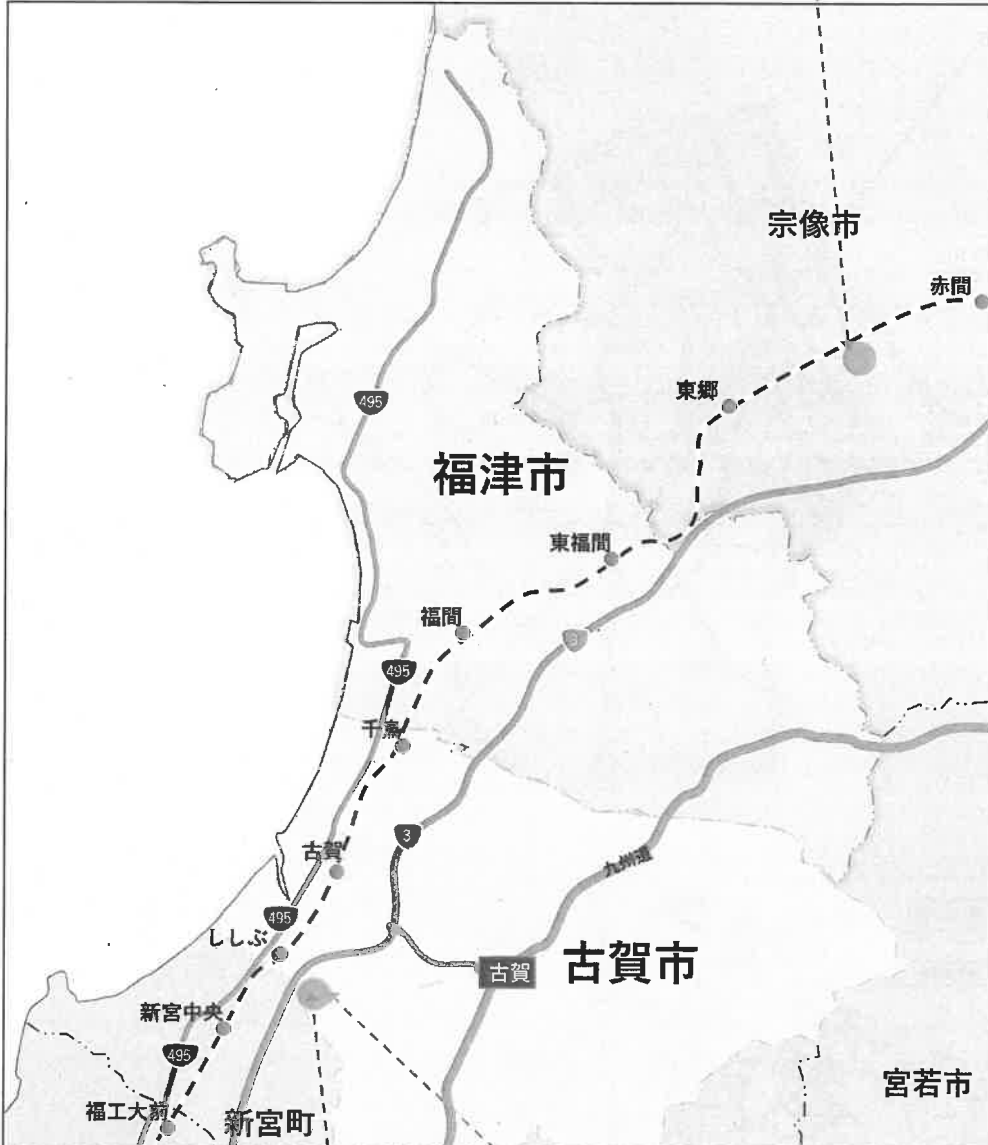 宗像市
赤間
東郷
495
福津市
東福間
福間
3
495
千鳥
3
古賀
九州道
495
ししぶ
古賀
古賀市
新宮中央
495
宮若市
福工大前
新宮町